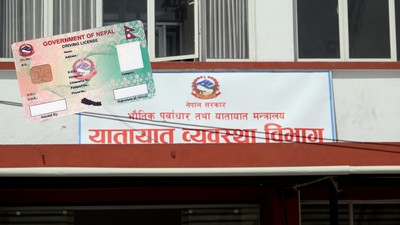 GOVERNMENT OF NEPAL
DRIVING LICENSE
नेपाल सरकार
भौतिक पूर्वाधार तथा यातायात मन्त्रालय
यातायात व्यवस्था विभाग